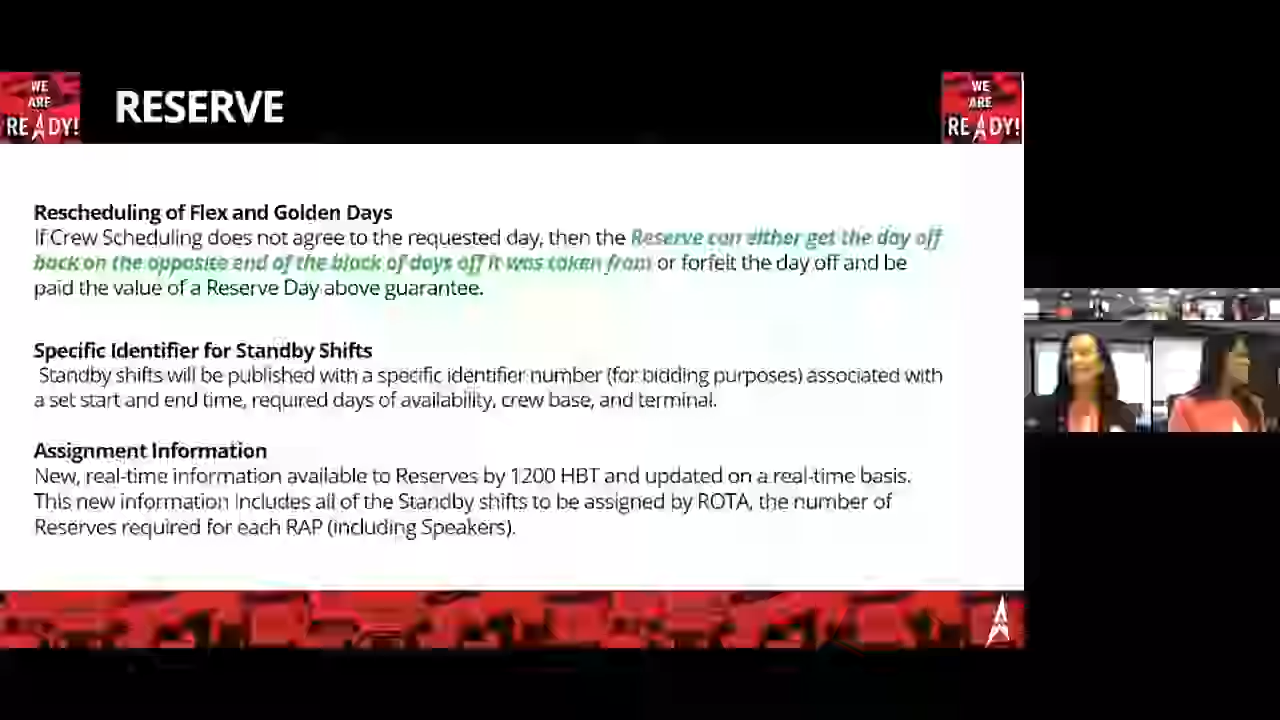 WE
ARE
READY!
RESERVE
WE
ARE
READY!
Rescheduling of Flex and Golden Days
If Crew Scheduling does not agree to the requested day, then the Reserve can either get the day off
back on the opposite end of the block of days off it was taken from or forfeit the day off and be
paid the value of a Reserve Day above guarantee.
Specific Identifier for Standby Shifts
Standby shifts will be published with a specific identifier number (for bidding purposes) associated with
a set start and end time, required days of availability, crew base, and terminal.
Assignment Information
New, real-time information available to Reserves by 1200 HBT and updated on a real-time basis.
This new information includes all of the Standby shifts to be assigned by ROTA, the number of
Reserves required for each RAP (including Speakers).